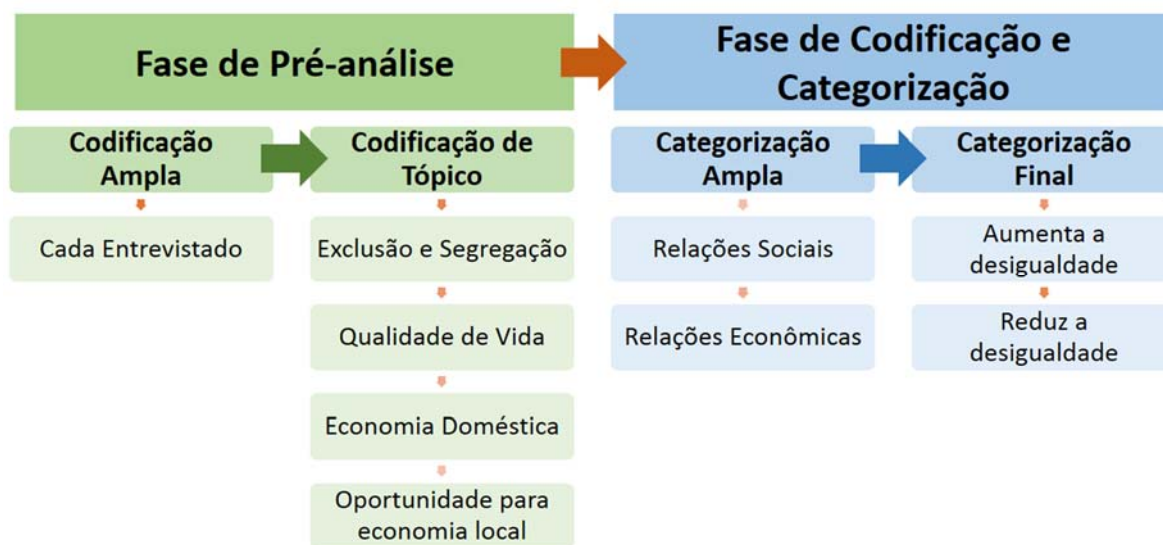 Fase de Pré-análise
Fase de Codificação e
Categorização
Codificação
Ampla
Codificação de
Tópico
Categorização
Ampla
Categorização
Final
Cada Entrevistado
Exclusão e Segregação
Qualidade de Vida
Economia Doméstica
Oportunidade para
economia local
Relações Sociais
Relações Econômicas
Aumenta a
desigualdade
Reduz a
desigualdade